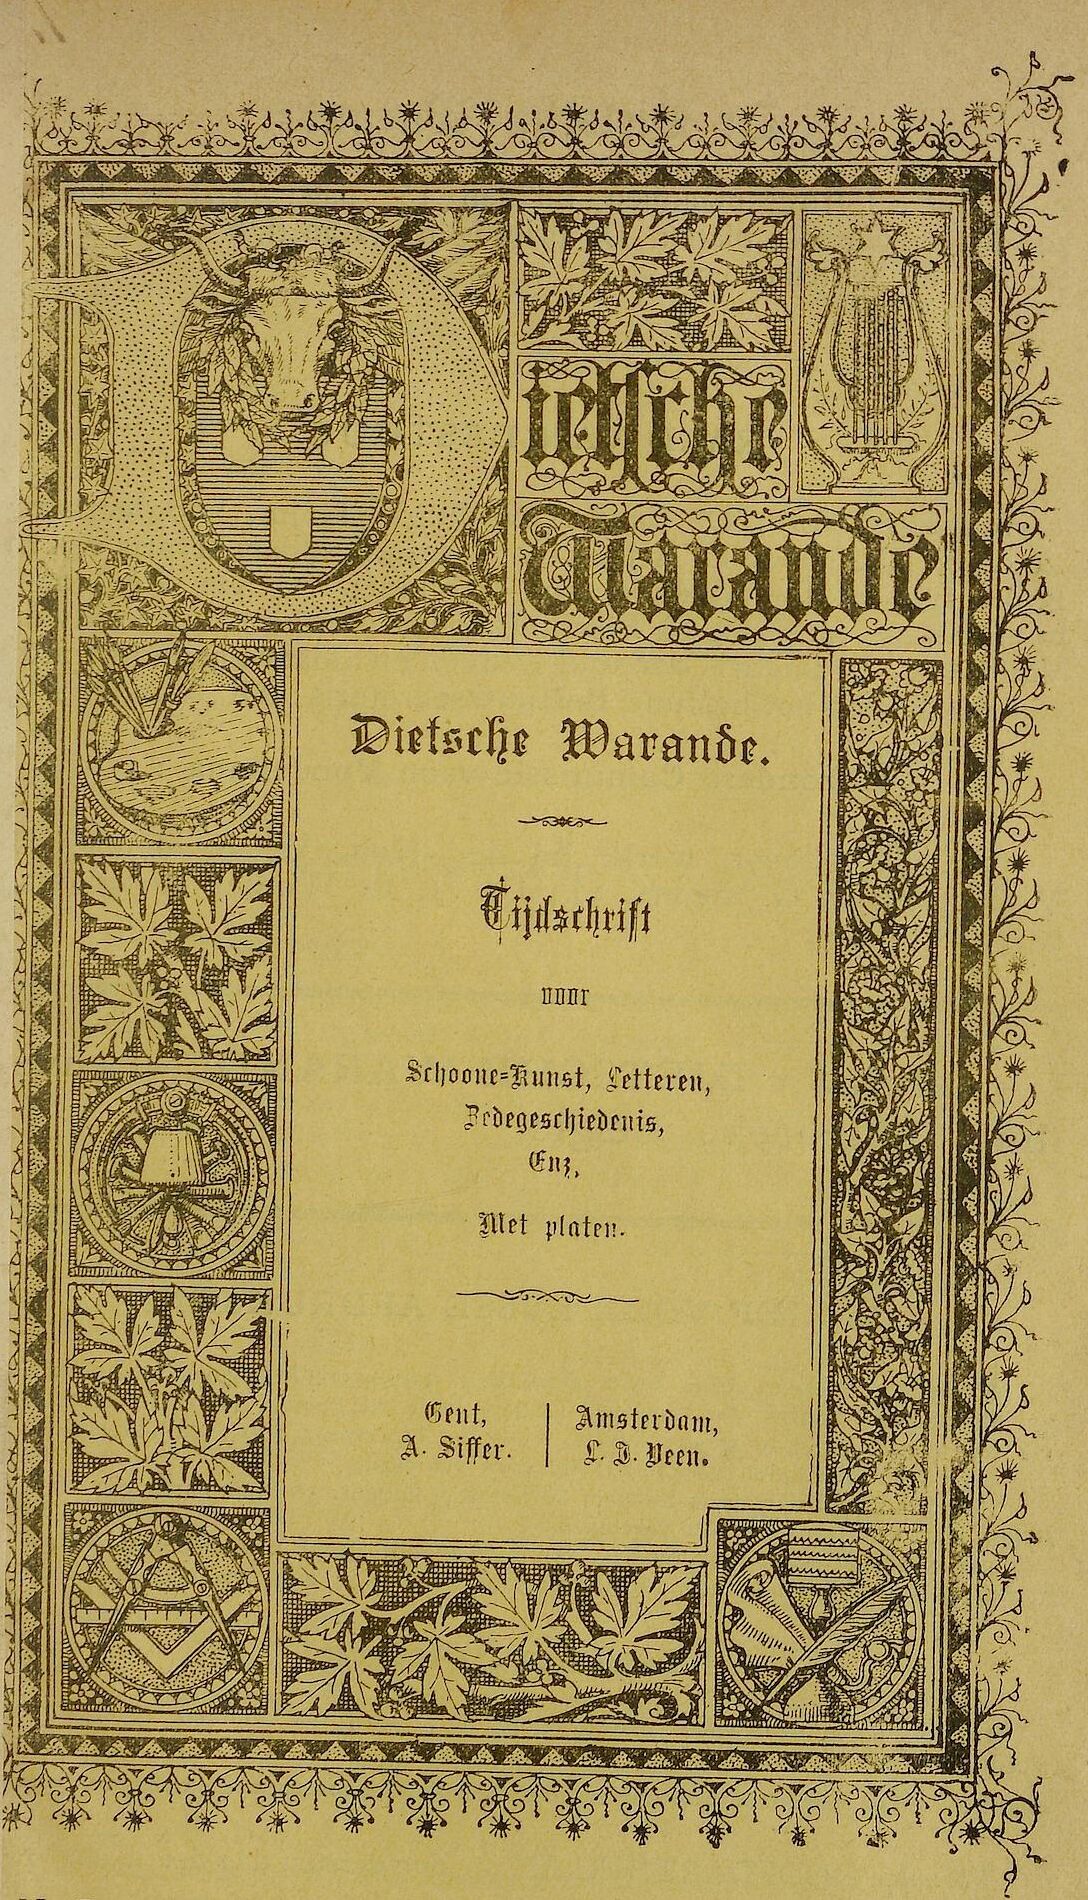 Dietsche
Warande
Dietsche Warande.
Tijdschrift
voor
Schoone=Kunst, Letteren,
Zedegeschiedenis,
Enz.
Met platen.
Gent,
A. Siffer.
Amsterdam,
L. J. Veen.